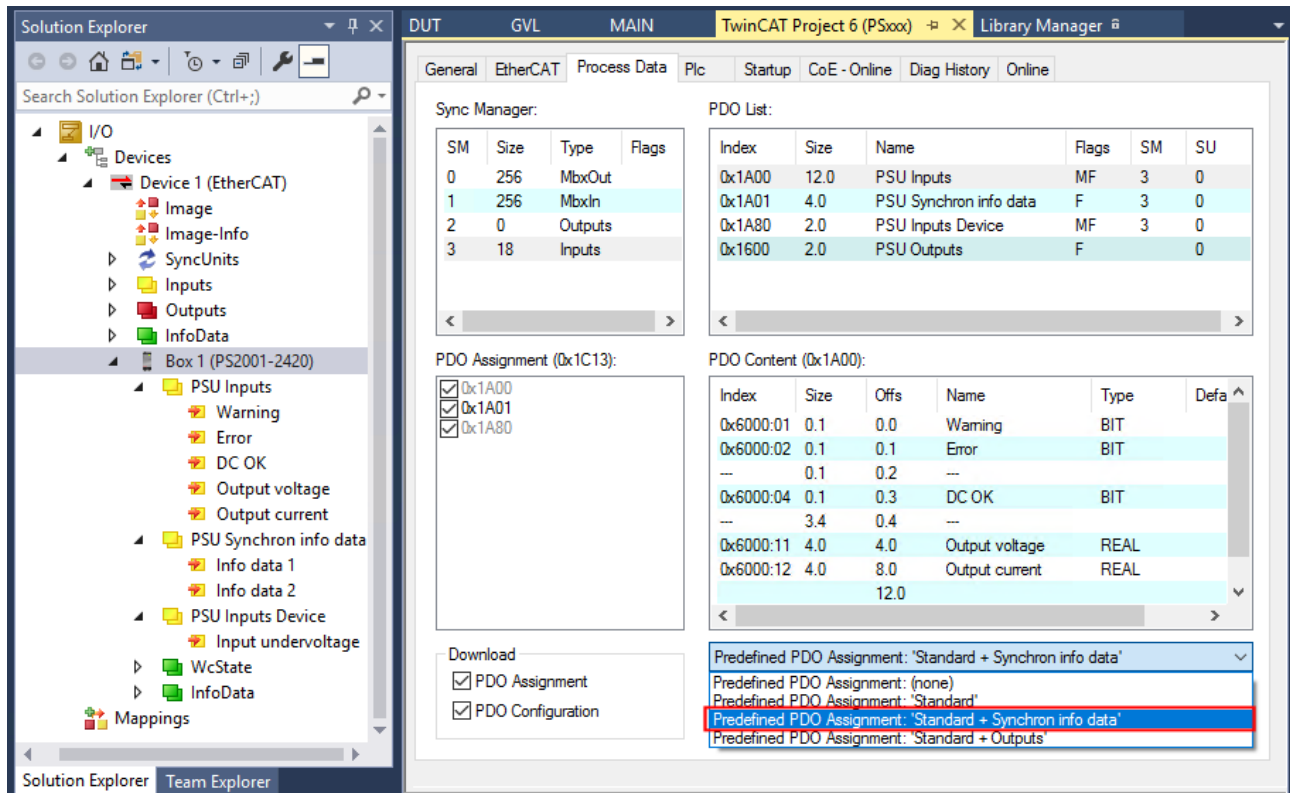 Solution Explorer
Search Solution Explorer (Ctrl+;)
I/O
Devices
Device 1 (EtherCAT)
Image
Image-Info
SyncUnits
Inputs
Outputs
InfoData
Box 1 (PS2001-2420)
PSU Inputs
Warning
Error
DC OK
Output voltage
Output current
PSU Synchron info data
Info data 1
Info data 2
PSU Inputs Device
Input undervoltage
WcState
InfoData
Mappings
Solution Explorer Team Explorer
DUT GVL MAIN TwinCAT Project 6 (PSxxx) Library Manager
General EtherCAT Process Data Plc Startup CoE - Online Diag History Online
Sync Manager:
SM Size Type Flags
0 256 MbxOut
1 256 MbxIn
2 0 Outputs
3 18 Inputs
PDO List:
Index Size Name Flags SM SU
0x1A00 12.0 PSU Inputs MF 3 0
0x1A01 4.0 PSU Synchron info data F 3 0
0x1A80 2.0 PSU Inputs Device MF 3 0
0x1600 2.0 PSU Outputs F 0
PDO Assignment (0x1C13):
0x1A00
0x1A01
0x1A80
PDO Content (0x1A00):
Index Size Offs Name Type Defa
0x6000:01 0.1 0.0 Warning BIT
0x6000:02 0.1 0.1 Error BIT
--- 0.1 0.2 ---
0x6000:04 0.1 0.3 DC OK BIT
--- 3.4 0.4 ---
0x6000:11 4.0 4.0 Output voltage REAL
0x6000:12 4.0 8.0 Output current REAL
12.0
Download
PDO Assignment
PDO Configuration
Predefined PDO Assignment: 'Standard + Synchron info data'
Predefined PDO Assignment: (none)
Predefined PDO Assignment: 'Standard'
Predefined PDO Assignment: 'Standard + Synchron info data'
Predefined PDO Assignment: 'Standard + Outputs'